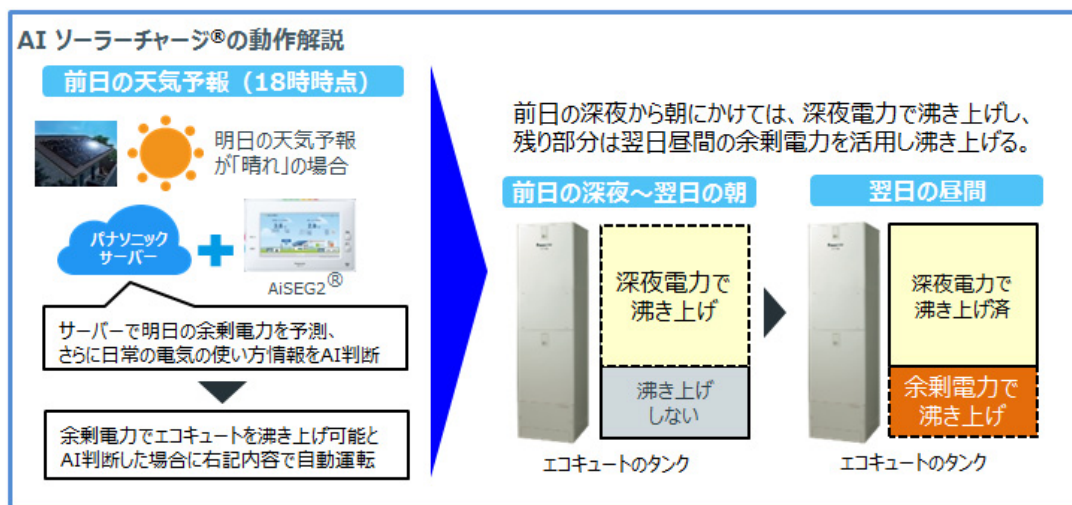 AI ソーラーチャージ®の動作解説
前日の天気予報（18時時点）
明日の天気予報
が「晴れ」の場合
パナソニック
サーバー
AiSEG2®
サーバーで明日の余剰電力を予測、
さらに日常の電気の使い方情報をAI判断
余剰電力でエコキュートを沸き上げ可能と
AI判断した場合に右記内容で自動運転
前日の深夜から朝にかけては、深夜電力で沸き上げし、
残り部分は翌日昼間の余剰電力を活用し沸き上げる。
前日の深夜～翌日の朝
深夜電力で
沸き上げ
沸き上げ
しない
エコキュートのタンク
翌日の昼間
深夜電力で
沸き上げ済
余剰電力で
沸き上げ
エコキュートのタンク